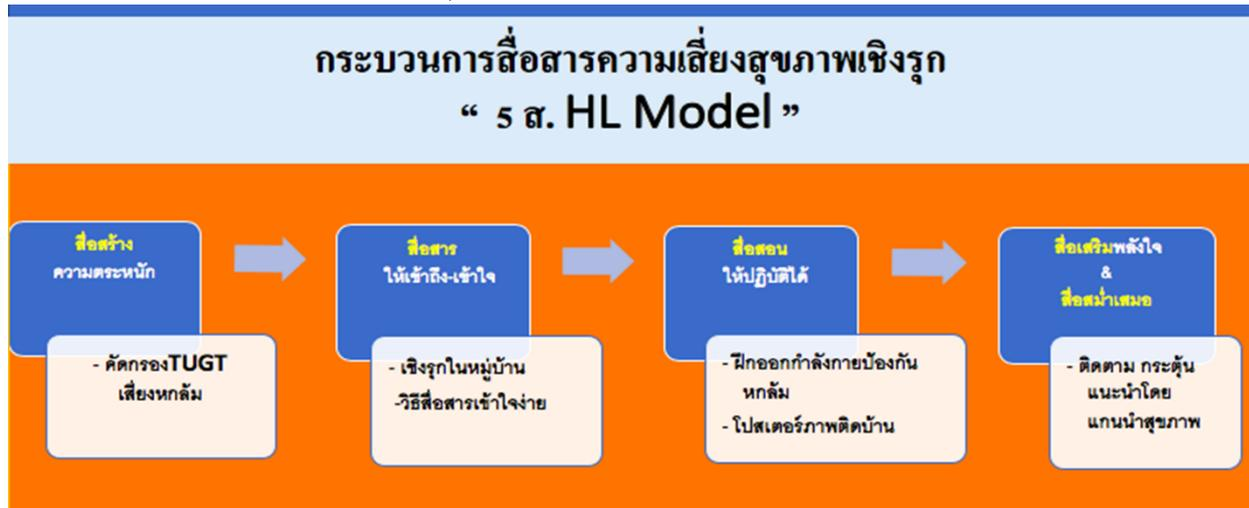 กระบวนการสื่อสารความเสี่ยงสุขภาพเชิงรุก
“ 5 ส. HL Model ”
สื่อสร้าง
ความตระหนัก
- คัดกรองTUGT
เสี่ยงหกล้ม
สื่อสาร
ให้เข้าถึง-เข้าใจ
- เชิงรุกในหมู่บ้าน
-วิธีสื่อสารเข้าใจง่าย
สื่อสอน
ให้ปฏิบัติได้
- ฝึกออกกำลังกายป้องกัน
หกล้ม
- โปสเตอร์ภาพติดบ้าน
สื่อเสริมพลังใจ
&
สื่อสม่ำเสมอ
- ติดตาม กระตุ้น
แนะนำโดย
แกนนำสุขภาพ